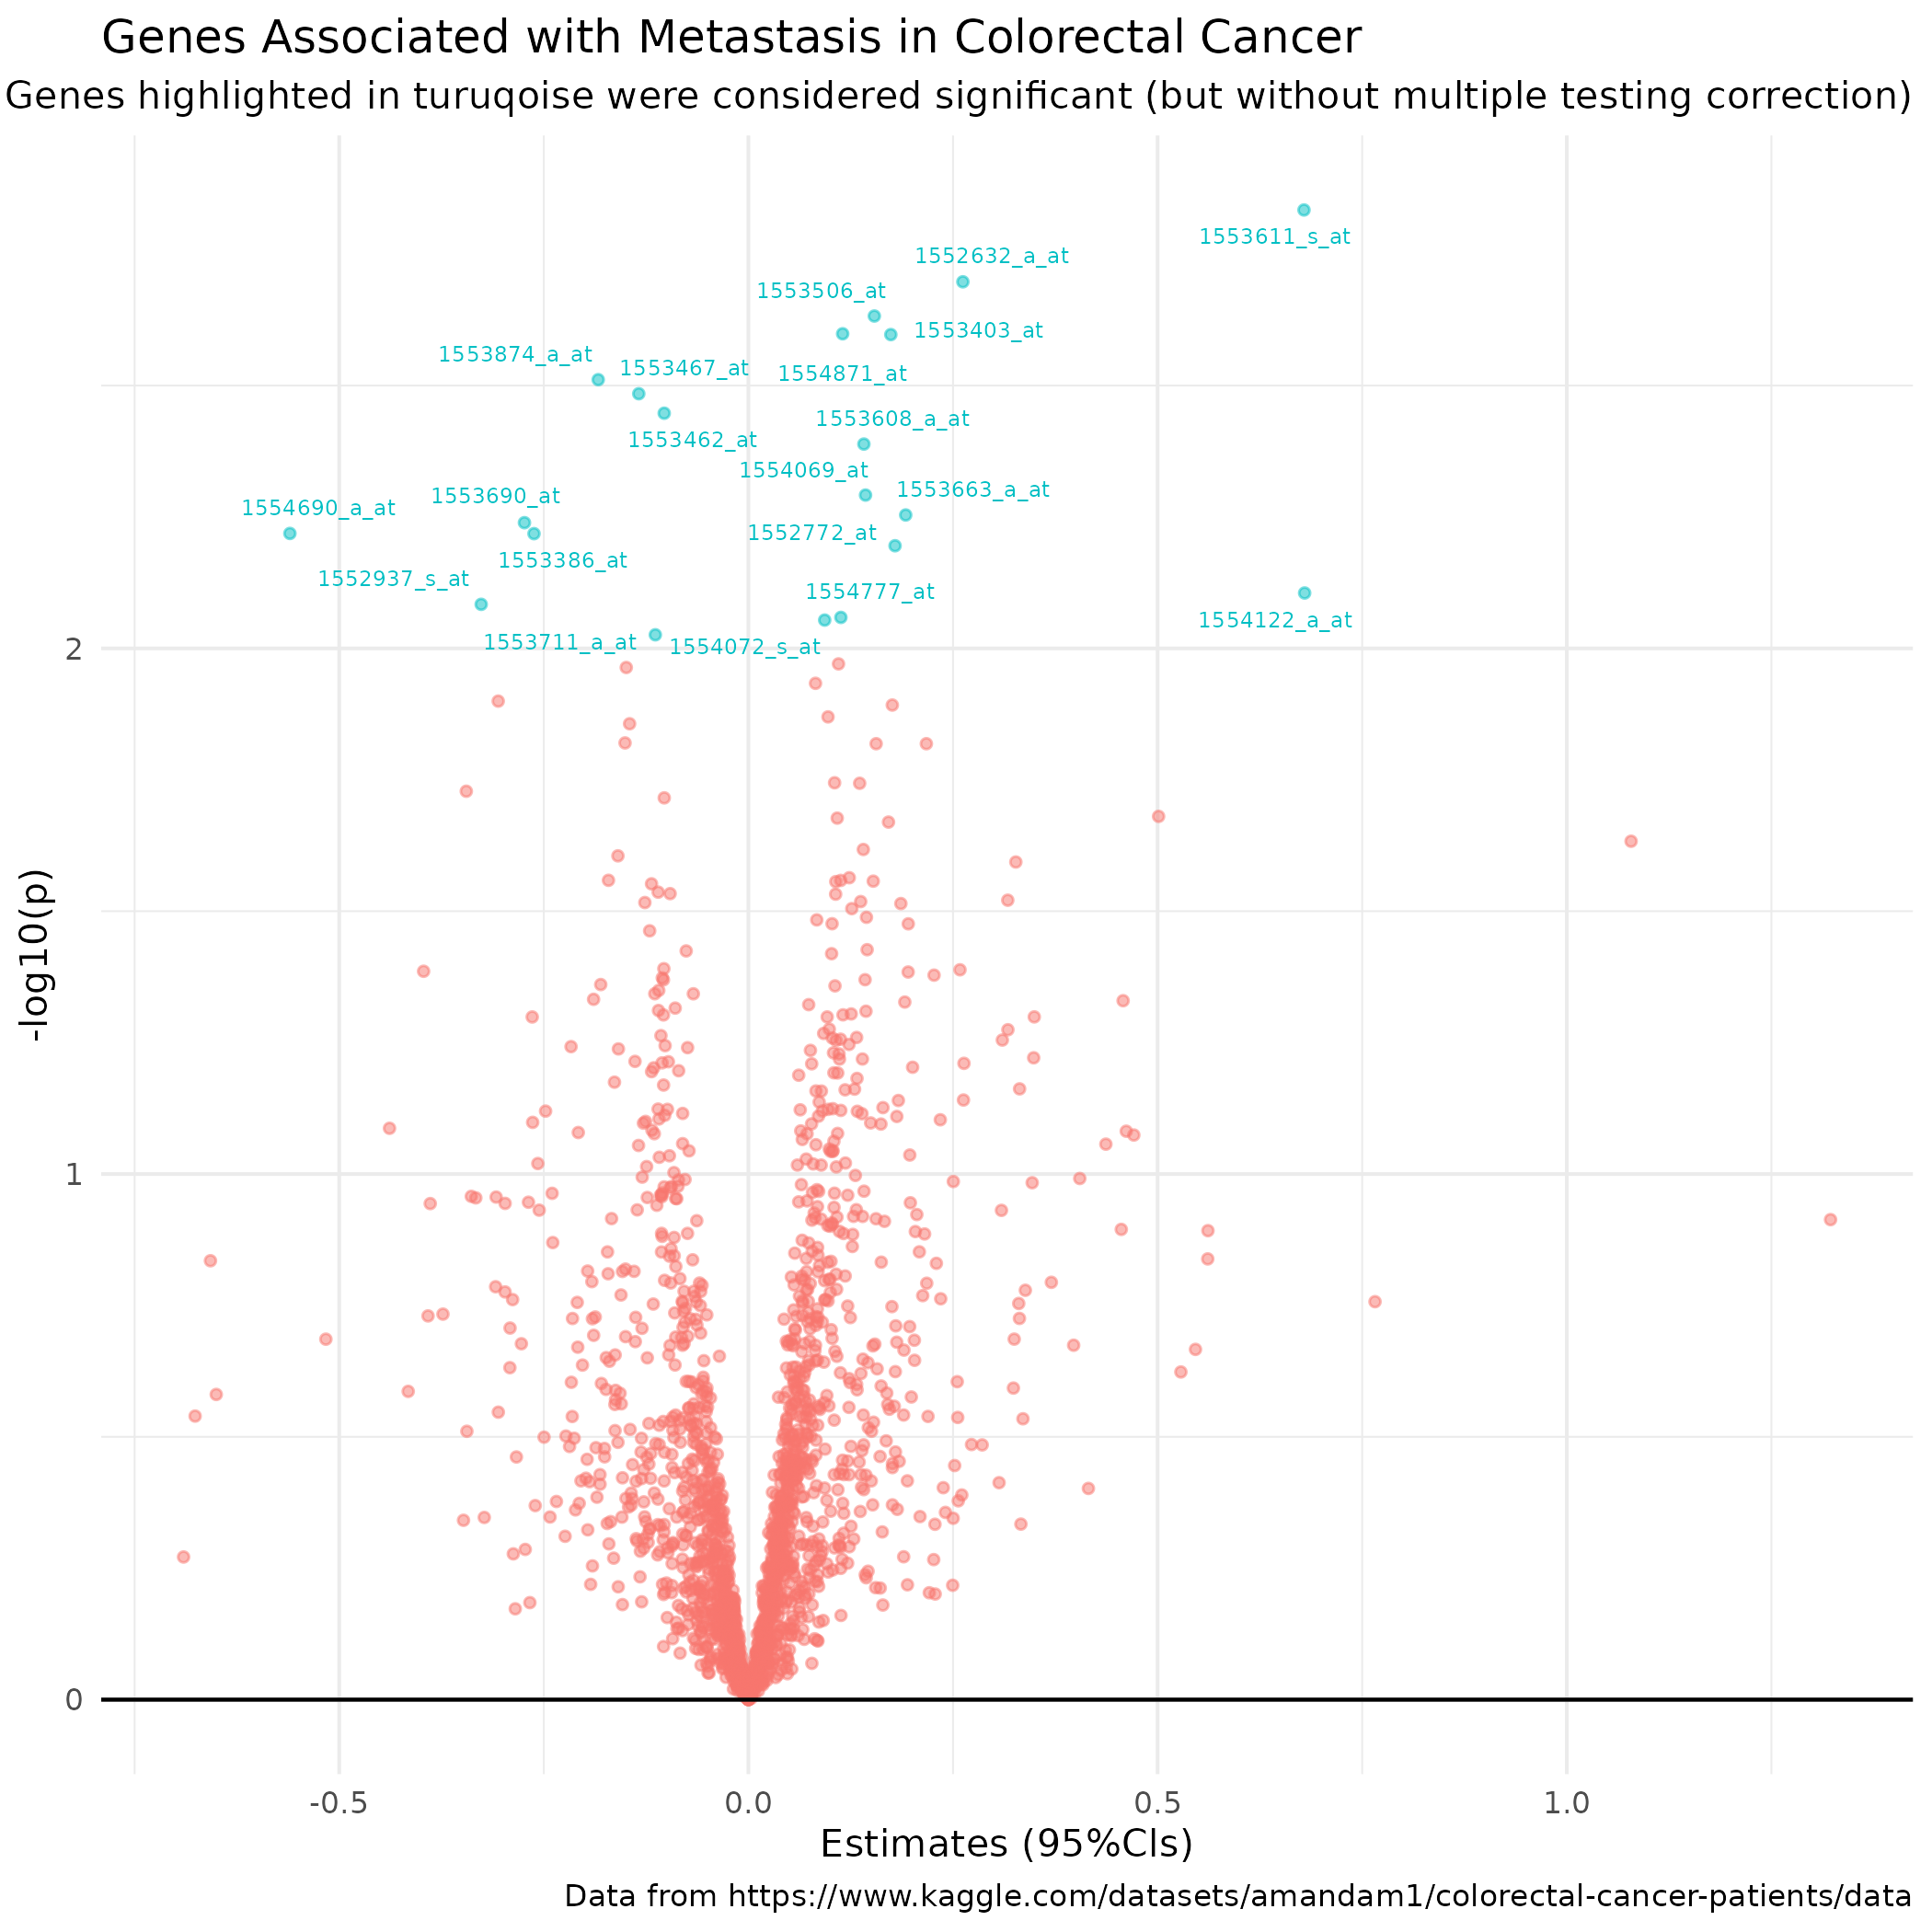 Genes Associated with Metastasis in Colorectal Cancer
Genes highlighted in turuqoise were considered significant (but without multiple testing correction)
1553611_s_at
1552632_a_at
1553506_at
1553403_at
1553874_a_at
1553467_at
1554871_at
1553608_a_at
1553462_at
1554069_at
1553663_a_at
1553690_at
1554690_a_at
1552772_at
1553386_at
1552937_s_at
1554777_at
1554122_a_at
1553711_a_at
1554072_s_at
2
1
0
-log10(p)
-0.5
0.0
0.5
1.0
Estimates (95%CIs)
Data from https://www.kaggle.com/datasets/amandam1/colorectal-cancer-patients/data